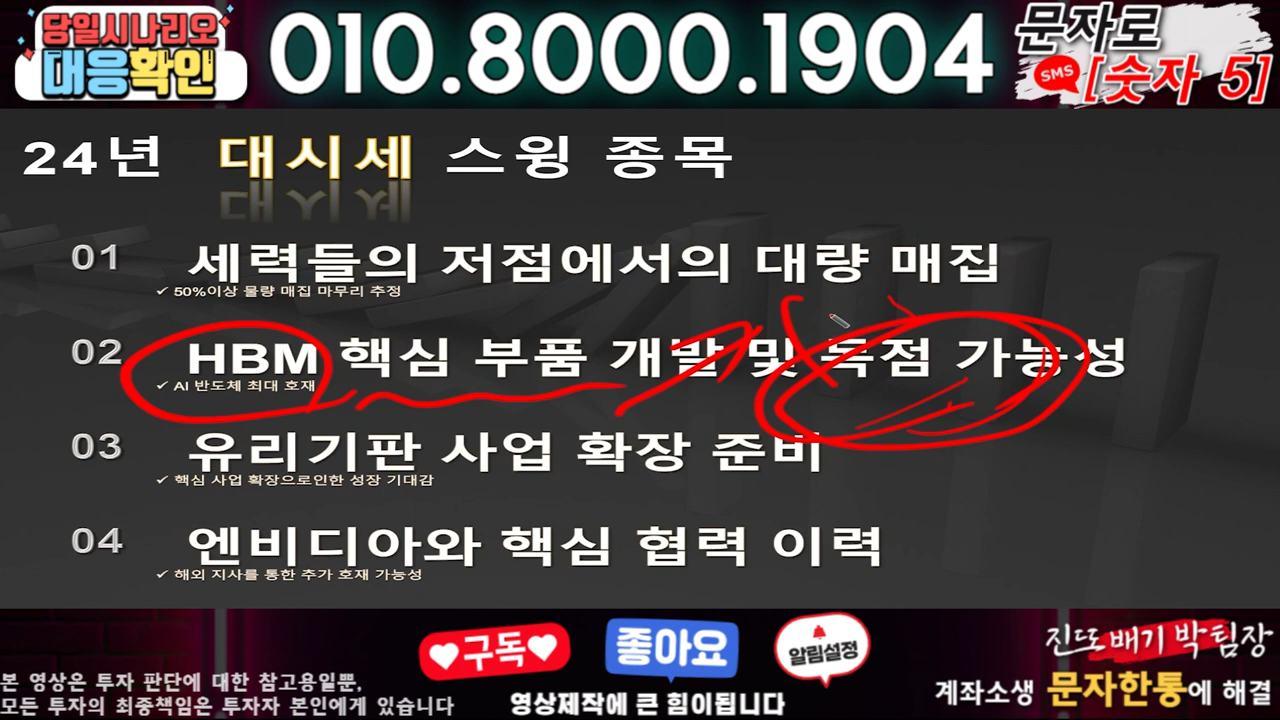 당일시나리오
대응확인
010.8000.1904
문자로
SMS
[숫자 5]
24년 대시세 스윙 종목
01 세력들의 저점에서의 대량 매집
✓ 50%이상 물량 매집 마무리 추정
02 HBM 핵심 부품 개발 및 독점 가능성
✓ AI 반도체 최대 호재
03 유리기판 사업 확장 준비
✓ 핵심 사업 확장으로인한 성장 기대감
04 엔비디아와 핵심 협력 이력
✓ 해외 지사를 통한 추가 호재 가능성
구독
좋아요
알림설정
영상제작에 큰 힘이됩니다
본 영상은 투자 판단에 대한 참고용일뿐,
모든 투자의 최종책임은 투자자 본인에게 있습니다
진또배기 박팀장
계좌소생 문자한통에 해결